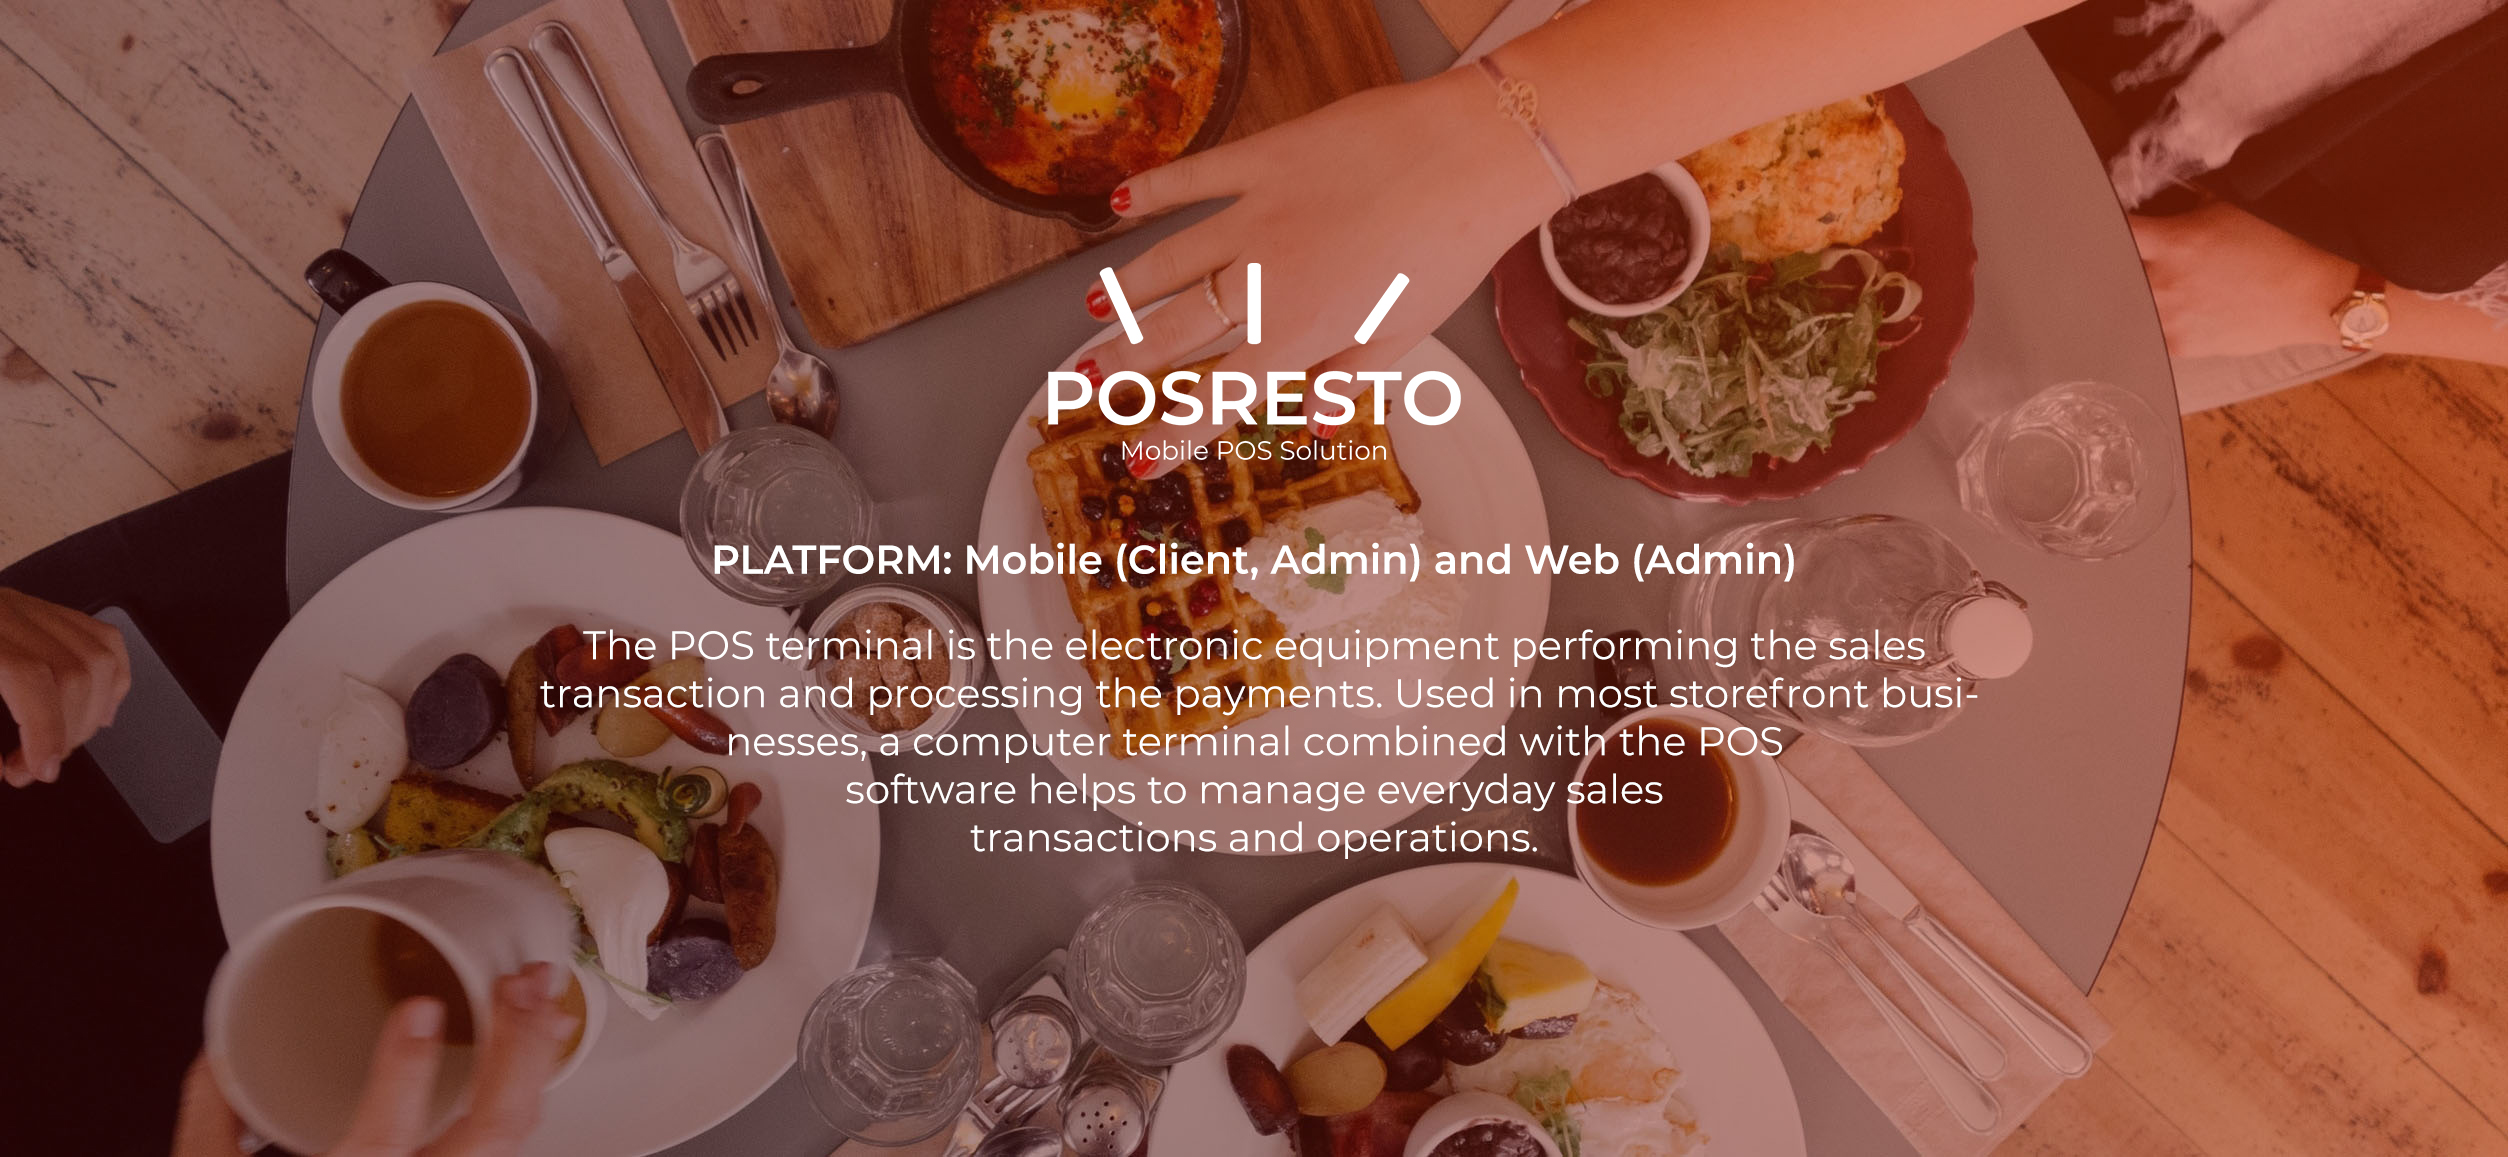 POSRESTO
Mobile POS Solution
PLATFORM: Mobile (Client, Admin) and Web (Admin)
The POS terminal is the electronic equipment performing the sales
transaction and processing the payments. Used in most storefront busi-
nesses, a computer terminal combined with the POS
software helps to manage everyday sales
transactions and operations.